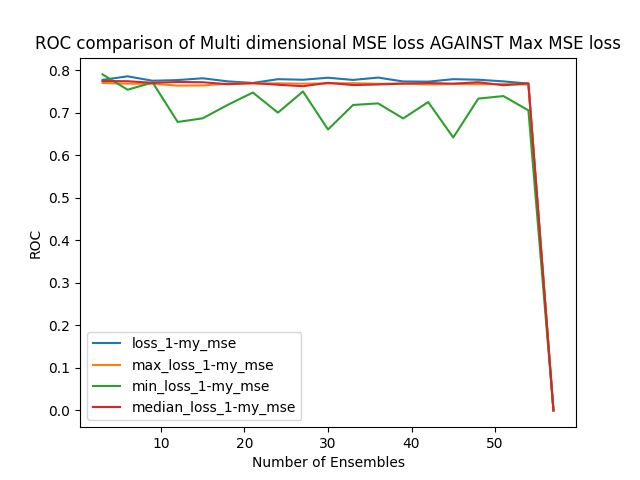 ROC comparison of Multi dimensional MSE loss AGAINST Max MSE loss
0.8
0.7
0.6
0.5
0.4
0.3
0.2
0.1
0.0
ROC
loss_1-my_mse
max_loss_1-my_mse
min_loss_1-my_mse
median_loss_1-my_mse
10 20 30 40 50
Number of Ensembles